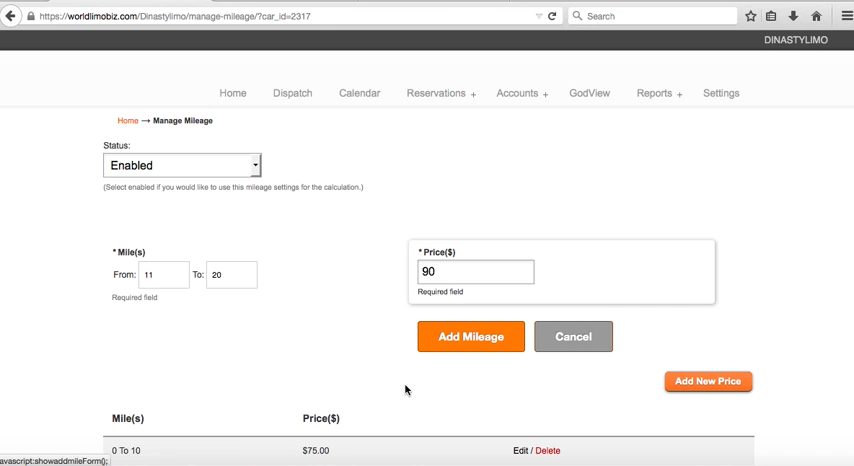 https://worldlimobiz.com/Dinastylimo/manage-mileage/?car_id=2317
Search
DINASTYLIMO
Home Dispatch Calendar Reservations + Accounts + GodView Reports + Settings
Home → Manage Mileage
Status:
Enabled
(Select enabled if you would like to use this mileage settings for the calculation.)
* Mile(s)
From: 11 To: 20
Required field
* Price($)
90
Required field
Add Mileage Cancel
Add New Price
Mile(s) Price($)
0 To 10 $75.00 Edit / Delete
avascript:showaddmileForm();